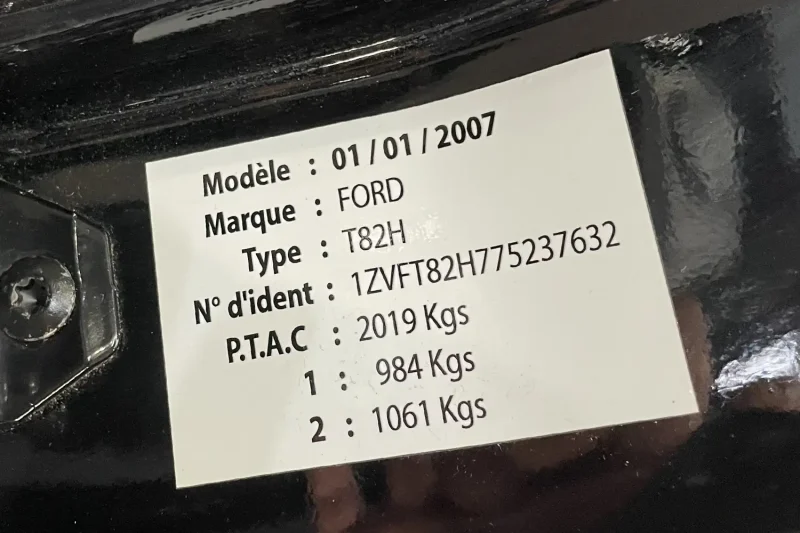 Modèle : 01 / 01 / 2007
Marque : FORD
Type : T82H
N° d'ident : 1ZVFT82H775237632
P.T.A.C : 2019 Kgs
1 : 984 Kgs
2 : 1061 Kgs